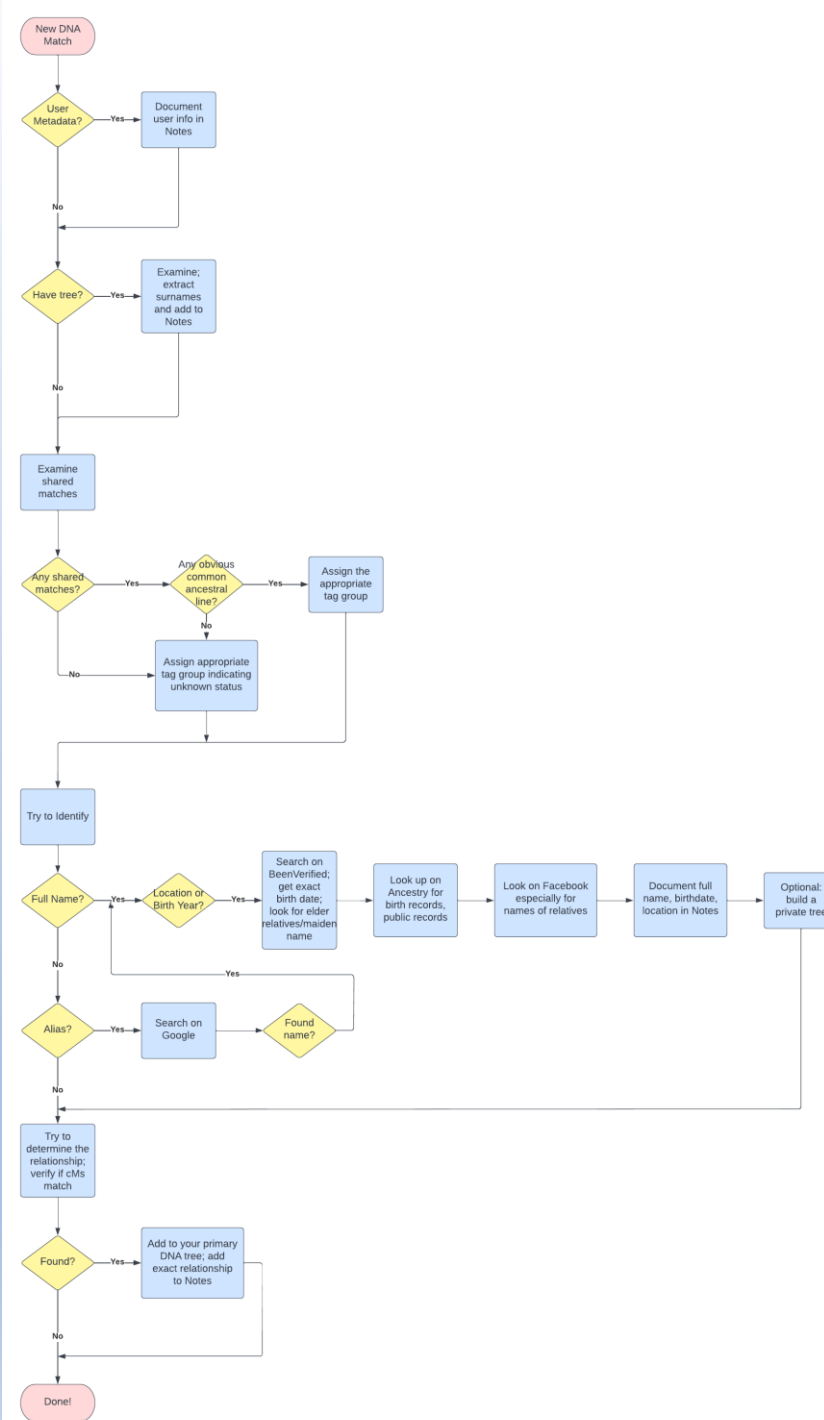 New DNA
Match
User
Metadata?
Yes
Document
user info in
Notes
No
Have tree?
Yes
Examine;
extract
surnames
and add to
Notes
No
Examine
shared
matches
Any shared
matches?
Yes
Any obvious
common
ancestral
line?
Yes
Assign the
appropriate
tag group
No
No
Assign appropriate
tag group indicating
unknown status
Try to Identify
Full Name?
Yes
Location or
Birth Year?
Yes
Search on
BeenVerified;
get exact
birth date;
look for elder
relatives/maiden
name
Look up on
Ancestry for
birth records,
public records
Look on Facebook
especially for
names of relatives
Document full
name, birthdate,
location in Notes
Optional:
build a
private tree
No
Yes
Alias?
Yes
Search on
Google
Found
name?
No
Try to
determine the
relationship;
verify if cMs
match
Found?
Yes
Add to your primary
DNA tree; add
exact relationship
to Notes
No
Done!